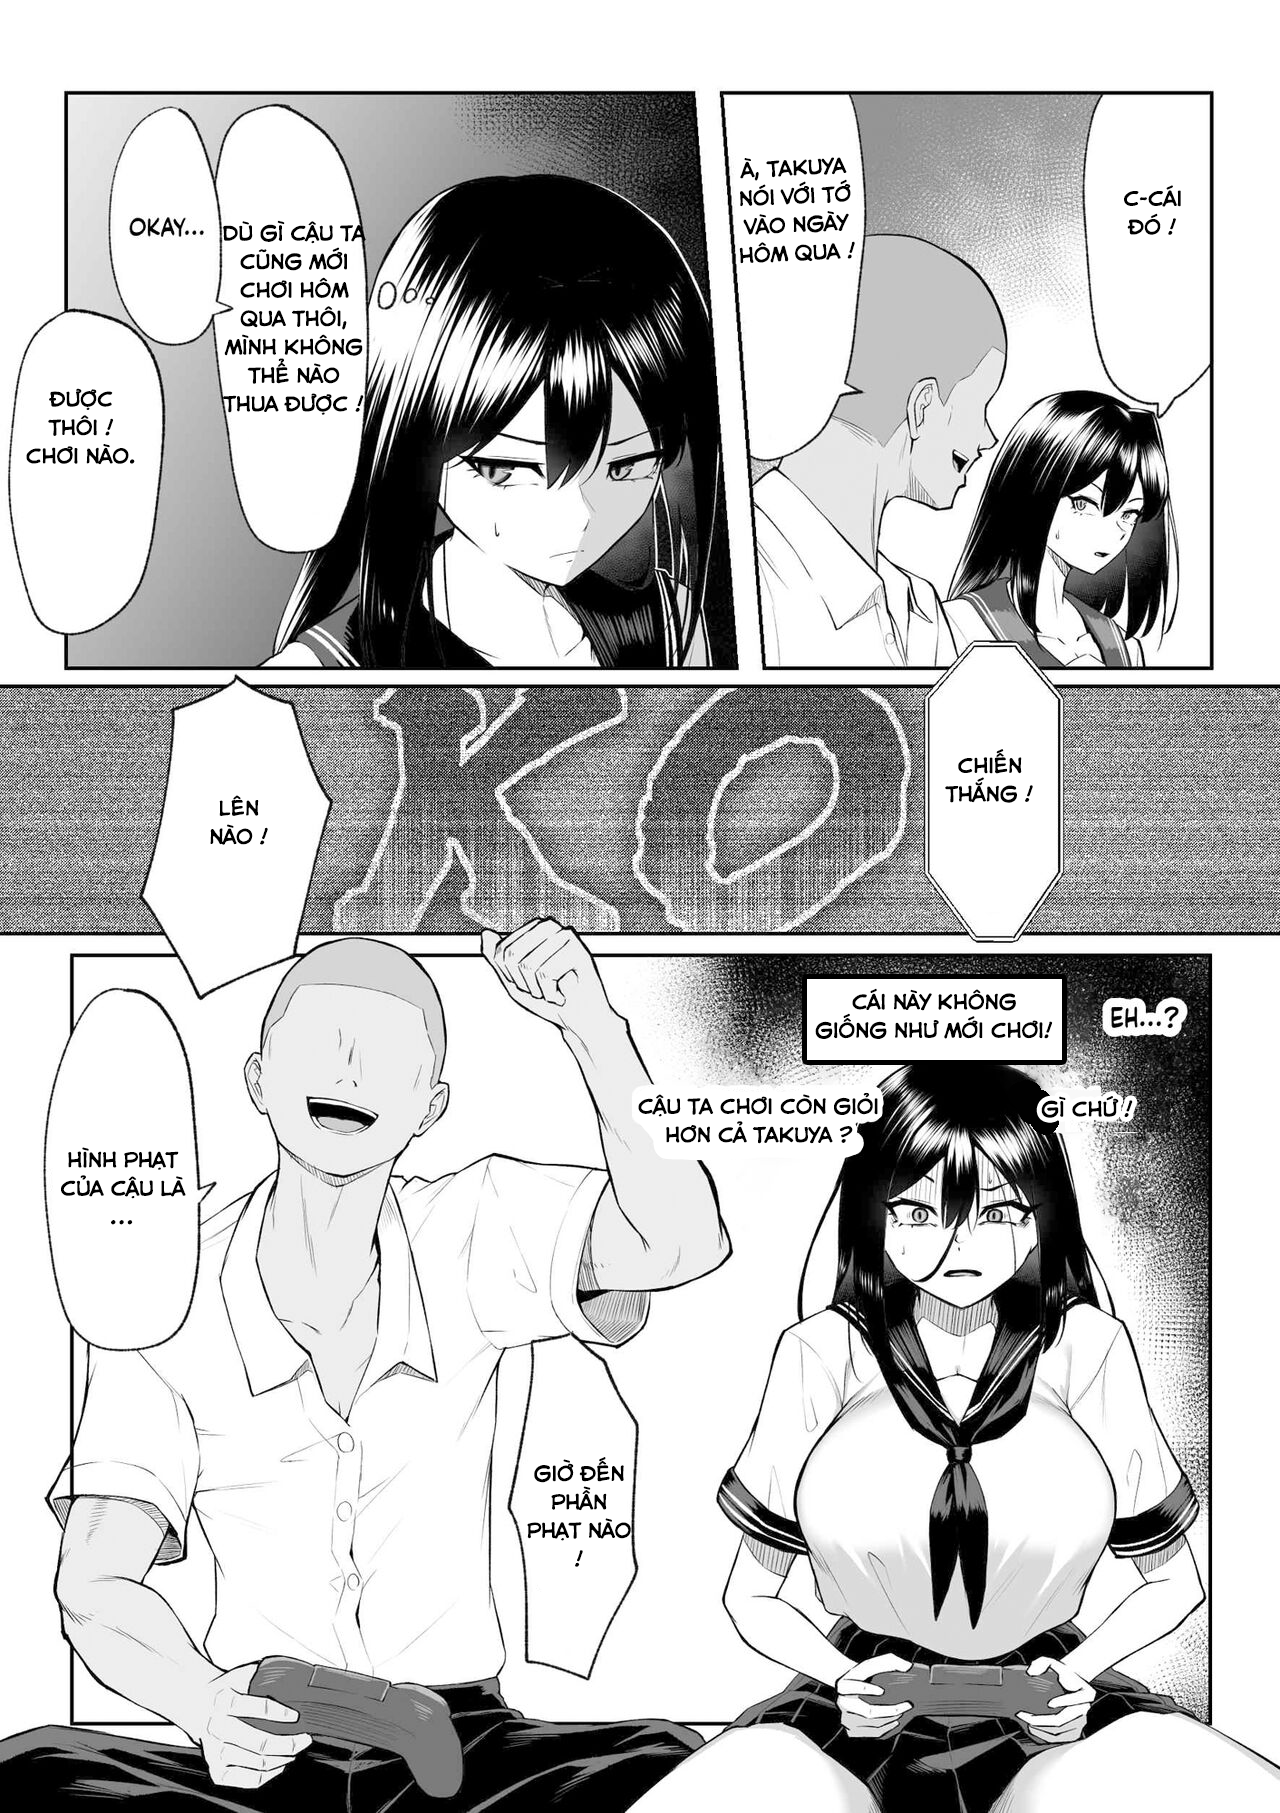 C-CÁI
ĐÓ !
À, TAKUYA
NÓI VỚI TỚ
VÀO NGÀY
HÔM QUA !
DÙ GÌ CẬU TA
CŨNG MỚI
CHƠI HÔM
QUA THÔI,
MÌNH KHÔNG
THỂ NÀO
THUA ĐƯỢC !
OKAY...
ĐƯỢC
THÔI !
CHƠI NÀO.
KO
CHIẾN
THẮNG !
LÊN
NÀO !
EH...?
CÁI NÀY KHÔNG
GIỐNG NHƯ MỚI CHƠI!
GÌ CHỨ !
CẬU TA CHƠI CÒN GIỎI
HƠN CẢ TAKUYA ?
HÌNH PHẠT
CỦA CẬU LÀ
...
GIỜ ĐẾN
PHẦN
PHẠT NÀO
!